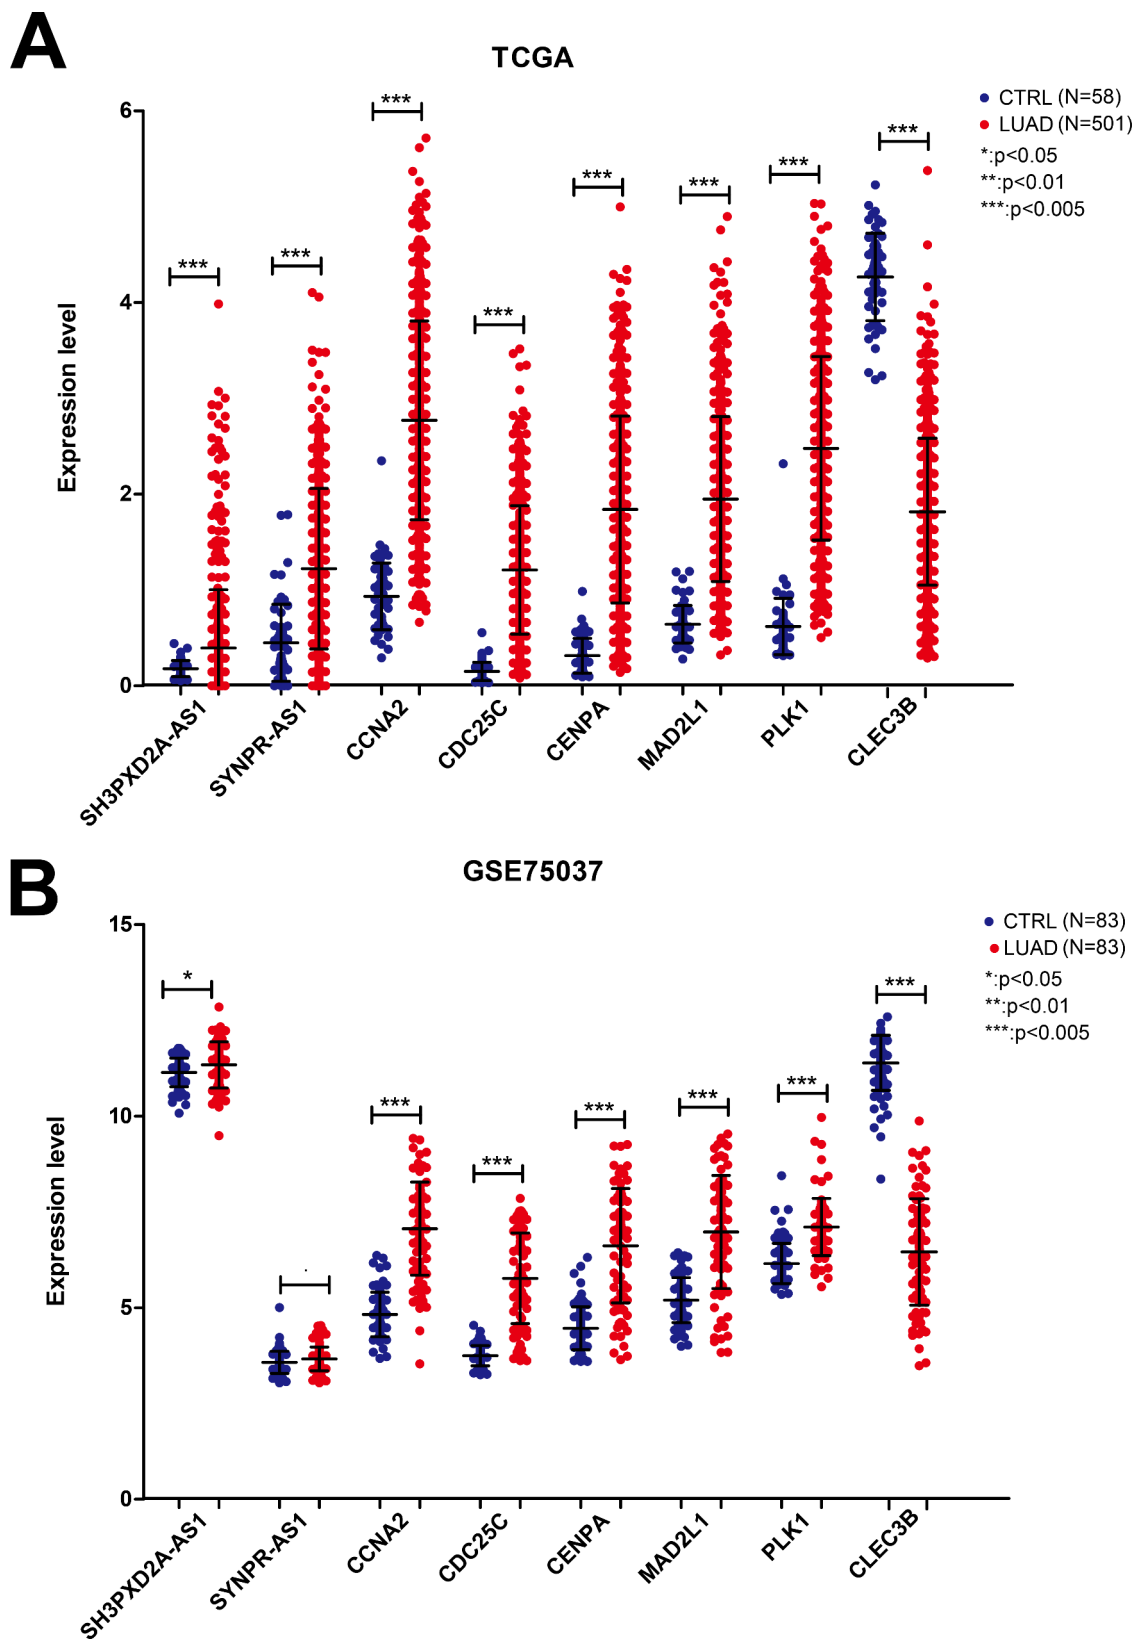 A
TCGA
CTRL (N=58)
LUAD (N=501)
*:p<0.05
**:p<0.01
***:p<0.005
Expression level
6
4
2
0
***
***
***
***
***
***
***
***
SH3PXD2A-AS1
SYNPR-AS1
CCNA2
CDC25C
CENPA
MAD2L1
PLK1
CLEC3B
B
GSE75037
CTRL (N=83)
LUAD (N=83)
*:p<0.05
**:p<0.01
***:p<0.005
Expression level
15
10
5
0
*
.
***
***
***
***
***
***
SH3PXD2A-AS1
SYNPR-AS1
CCNA2
CDC25C
CENPA
MAD2L1
PLK1
CLEC3B